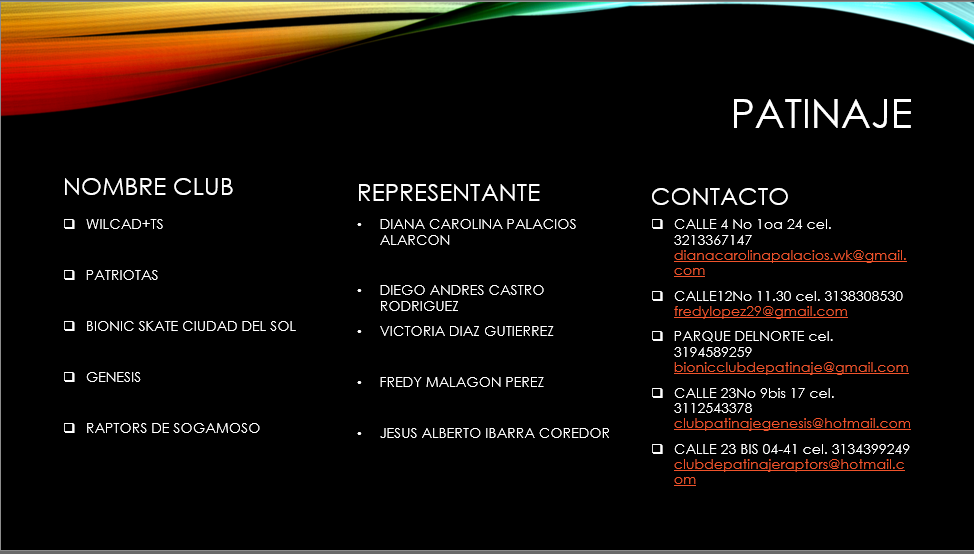 PATINAJE
NOMBRE CLUB
WILCAD+TS
PATRIOTAS
BIONIC SKATE CIUDAD DEL SOL
GENESIS
RAPTORS DE SOGAMOSO
REPRESENTANTE
DIANA CAROLINA PALACIOS
ALARCON
DIEGO ANDRES CASTRO
RODRIGUEZ
VICTORIA DIAZ GUTIERREZ
FREDY MALAGON PEREZ
JESUS ALBERTO IBARRA COREDOR
CONTACTO
CALLE 4 No 1oa 24 cel.
3213367147
dianacarolinapalacios.wk@gmail.
com
CALLE12No 11.30 cel. 3138308530
fredylopez29@gmail.com
PARQUE DELNORTE cel.
3194589259
bionicclubdepatinaje@gmail.com
CALLE 23No 9bis 17 cel.
3112543378
clubpatinajegenesis@hotmail.com
CALLE 23 BIS 04-41 cel. 3134399249
clubdepatinajeraptors@hotmail.c
om